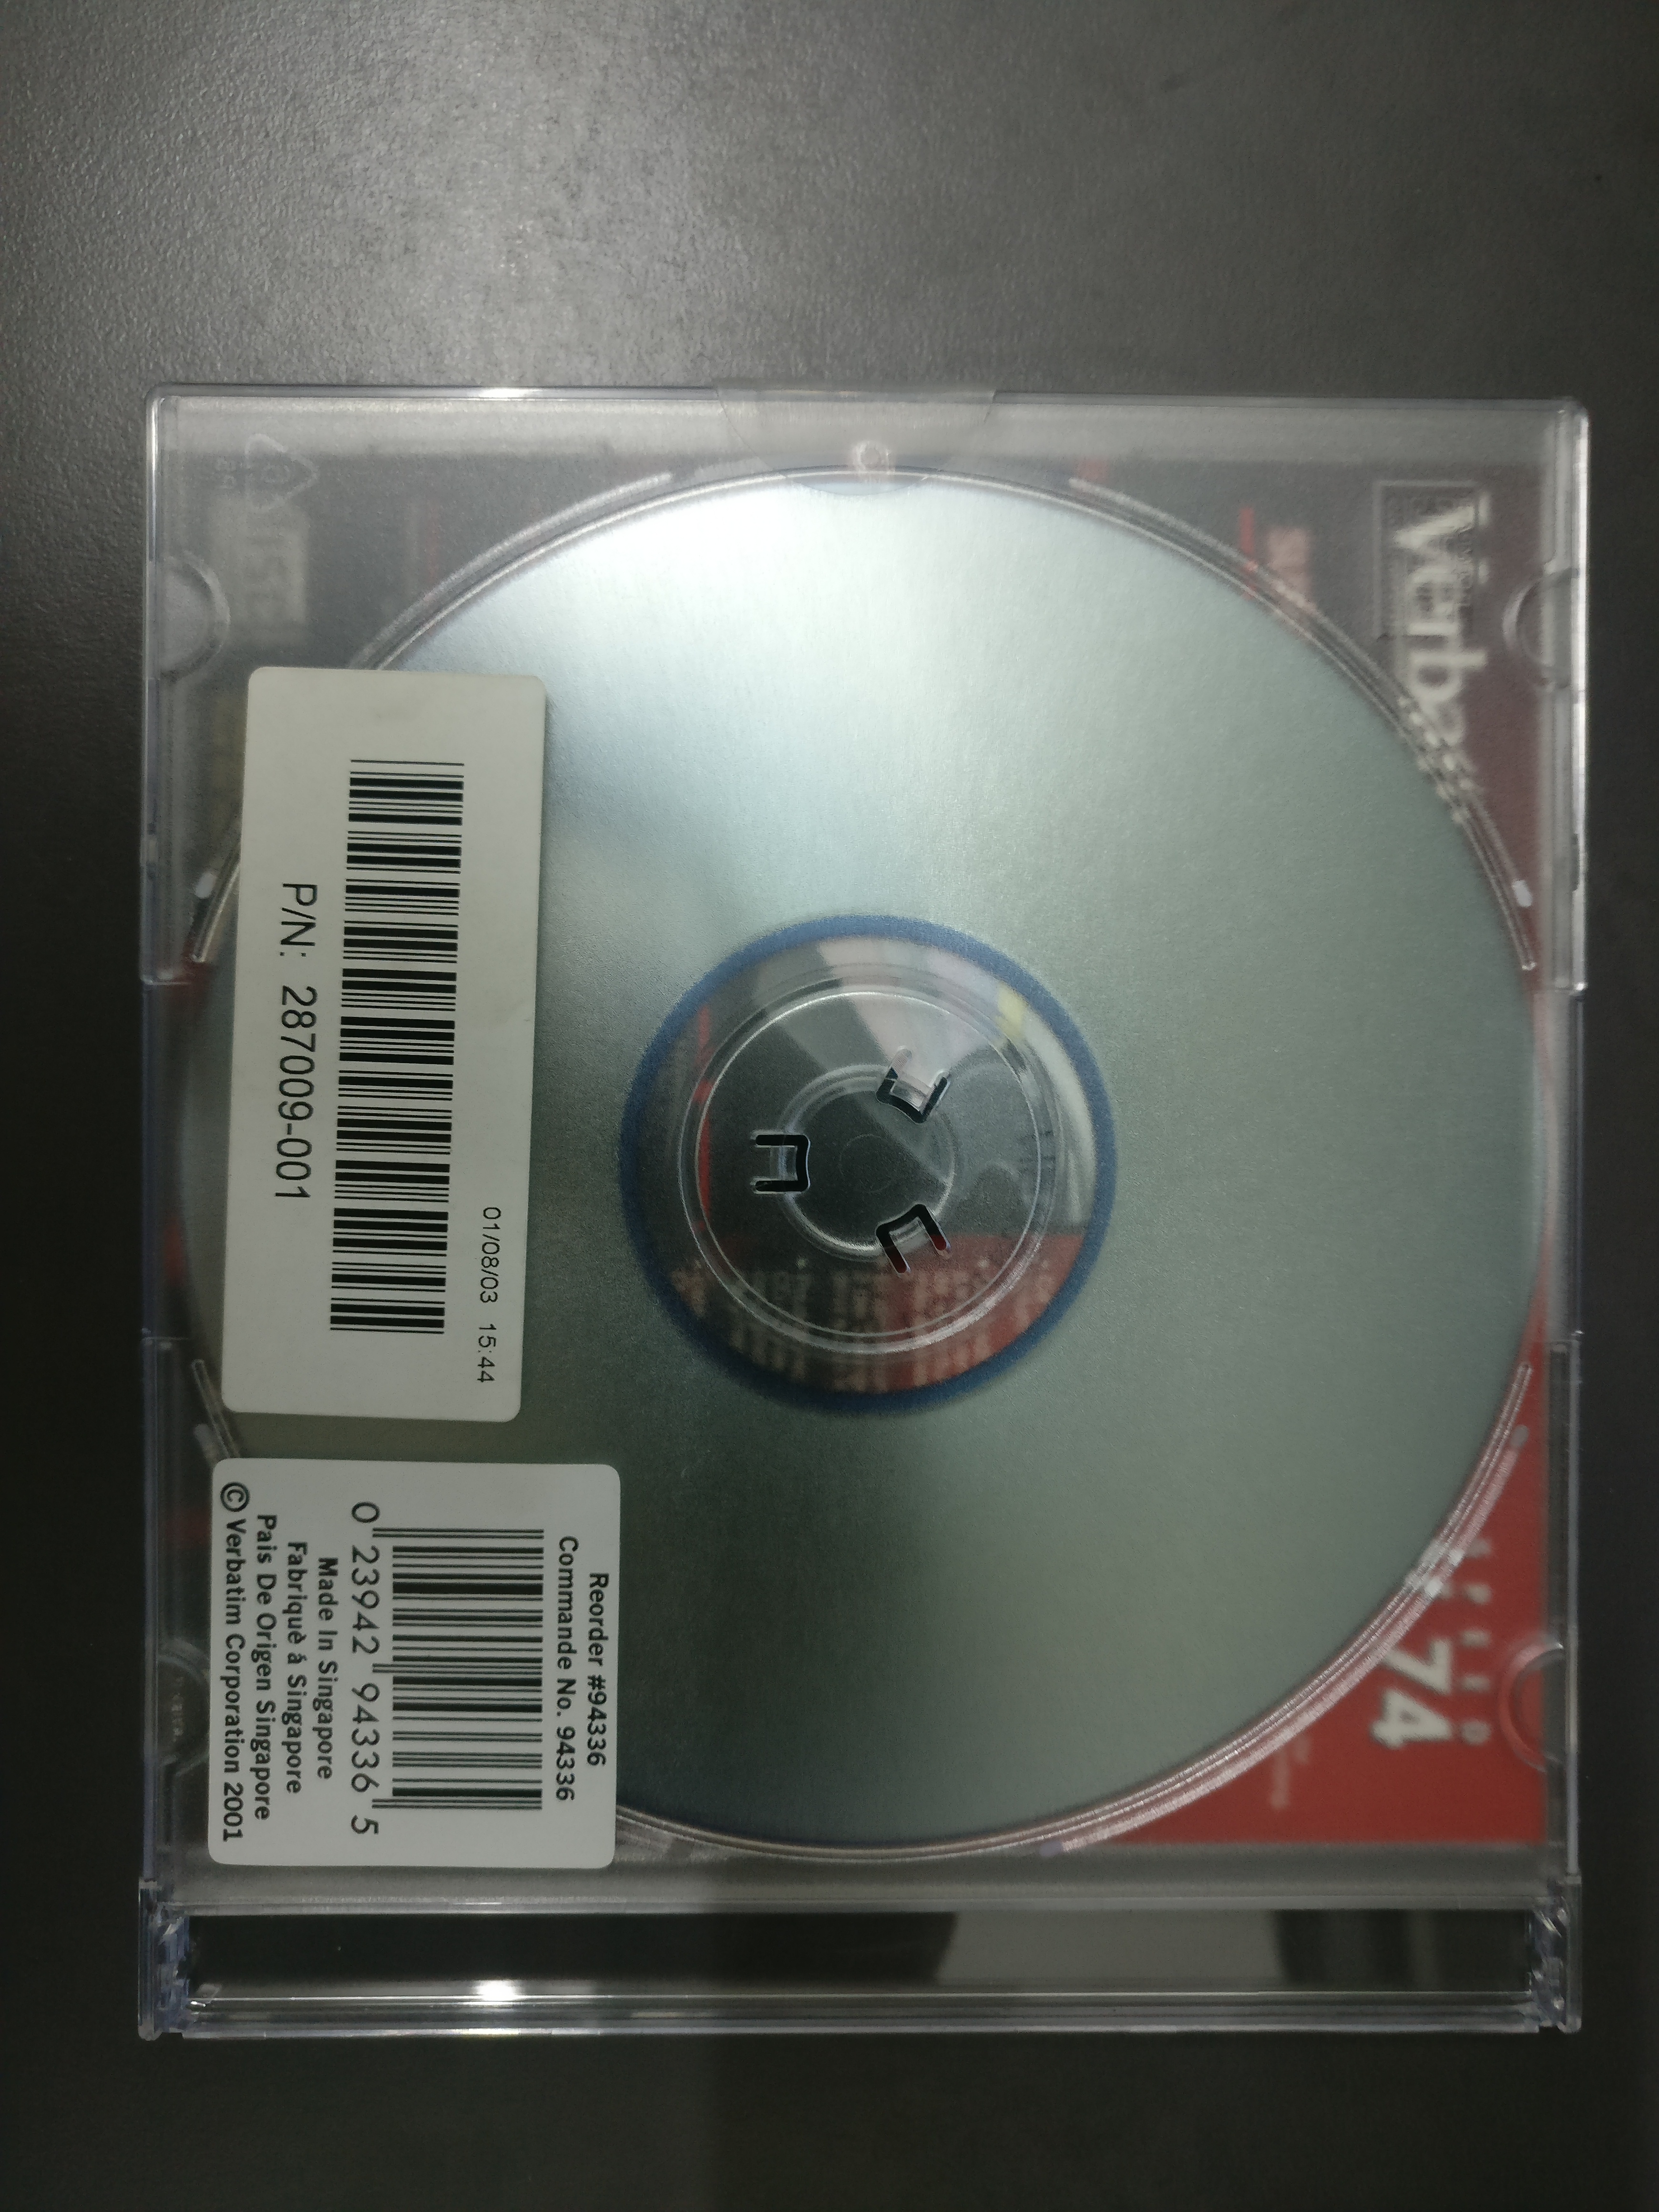 Verba
74
01/08/03 15:44
P/N: 287009-001
Reorder #94336
Commande No. 94336
0 23942 94336 5
Made In Singapore
Fabriquè á Singapore
Pais De Origen Singapore
© Verbatim Corporation 2001